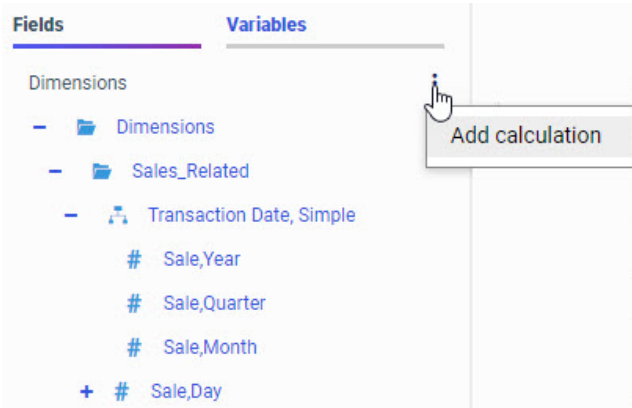 Fields Variables
Dimensions
Dimensions
Add calculation
Sales_Related
Transaction Date, Simple
# Sale,Year
# Sale,Quarter
# Sale,Month
# Sale,Day